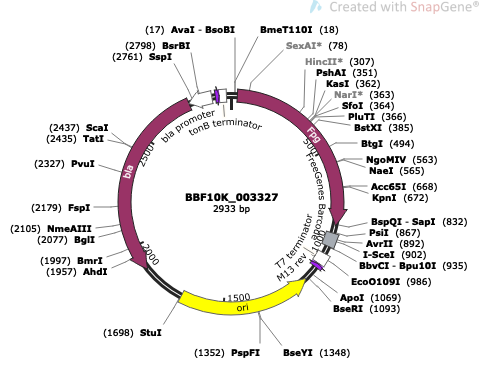 Created with SnapGene®
(17) AvaI - BsoBI
BmeT110I (18)
(2798) BsrBI
(2761) SspI
SexAI* (78)
HincII* (307)
PshAI (351)
KasI (362)
NarI* (363)
SfoI (364)
PluTI (366)
BstXI (385)
BtgI (494)
NgoMIV (563)
NaeI (565)
Acc65I (668)
KpnI (672)
BspQI - SapI (832)
PsiI (867)
AvrII (892)
I-SceI (902)
BbvCI - Bpu10I (935)
EcoO109I (986)
ApoI (1069)
BseRI (1093)
BseYI (1348)
(1352) PspFI
(1698) StuI
(1957) AhdI
(1997) BmrI
(2077) BglI
(2105) NmeAIII
(2179) FspI
(2327) PvuI
(2435) TatI
(2437) ScaI
bla promoter
tonB terminator
Fpg
500
FreeGenes Barcode
1000
T7 terminator
M13 rev
1500
ori
2000
bla
2500
BBF10K_003327
2933 bp